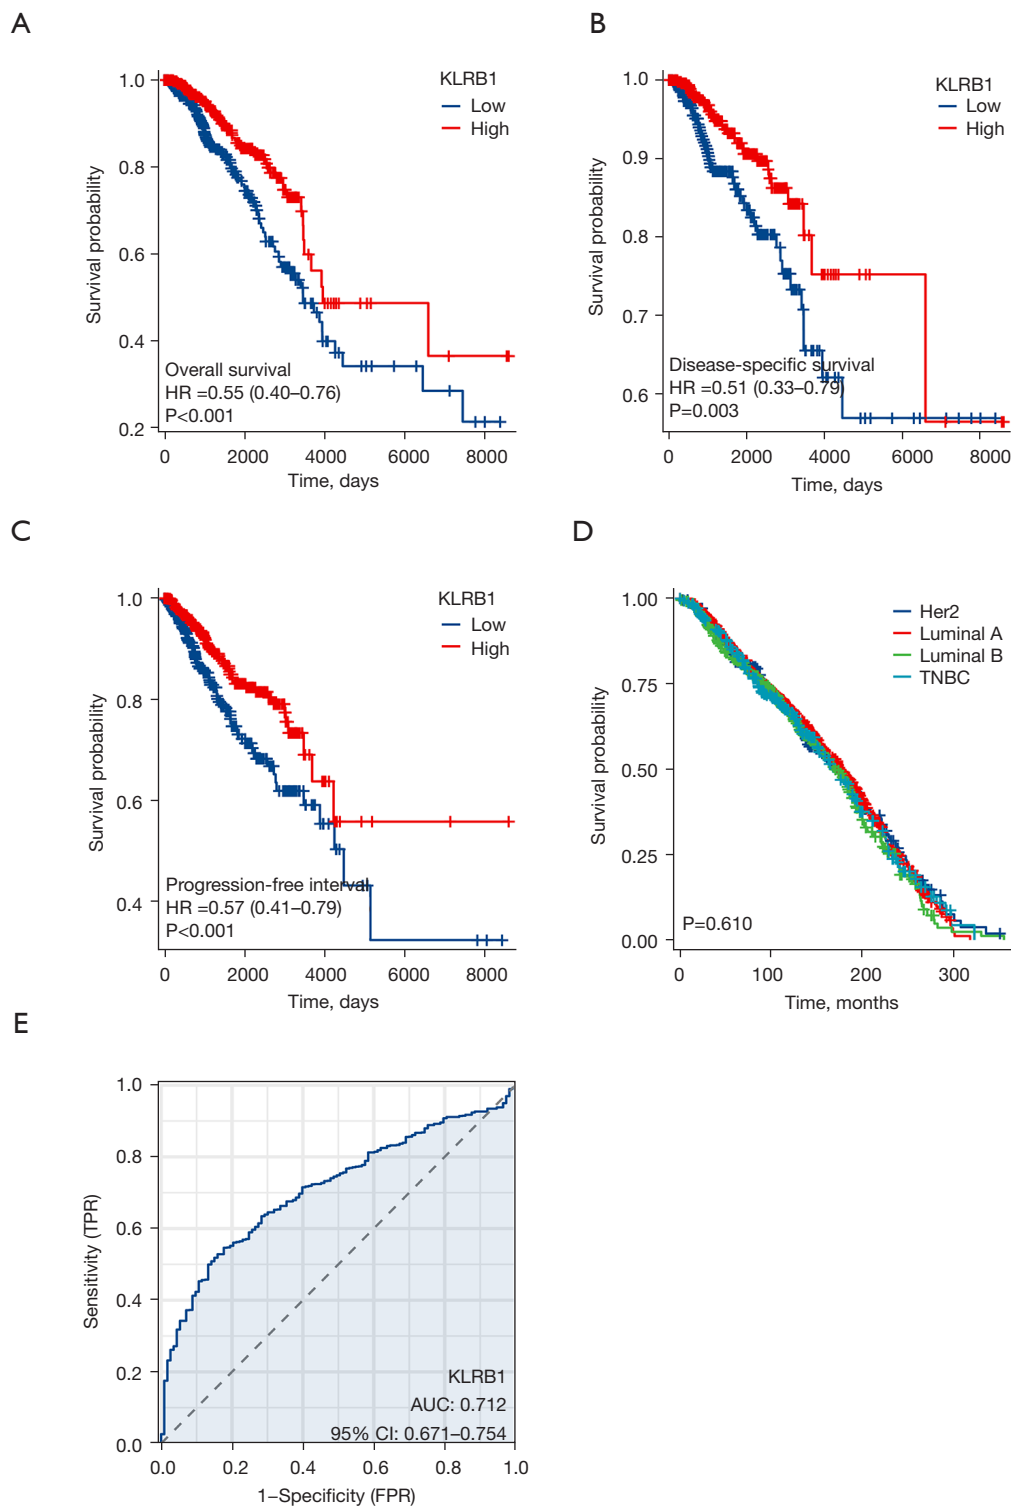 A
KLRB1
Low
High
Survival probability
1.0
0.8
0.6
0.4
0.2
Overall survival
HR =0.55 (0.40–0.76)
P<0.001
0 2000 4000 6000 8000
Time, days
B
KLRB1
Low
High
Survival probability
1.0
0.9
0.8
0.7
0.6
Disease-specific survival
HR =0.51 (0.33–0.79)
P=0.003
0 2000 4000 6000 8000
Time, days
C
KLRB1
Low
High
Survival probability
1.0
0.8
0.6
0.4
Progression-free interval
HR =0.57 (0.41–0.79)
P<0.001
0 2000 4000 6000 8000
Time, days
D
Her2
Luminal A
Luminal B
TNBC
Survival probability
1.00
0.75
0.50
0.25
0.00
P=0.610
0 100 200 300
Time, months
E
Sensitivity (TPR)
1.0
0.8
0.6
0.4
0.2
0.0
KLRB1
AUC: 0.712
95% CI: 0.671–0.754
0.0 0.2 0.4 0.6 0.8 1.0
1–Specificity (FPR)